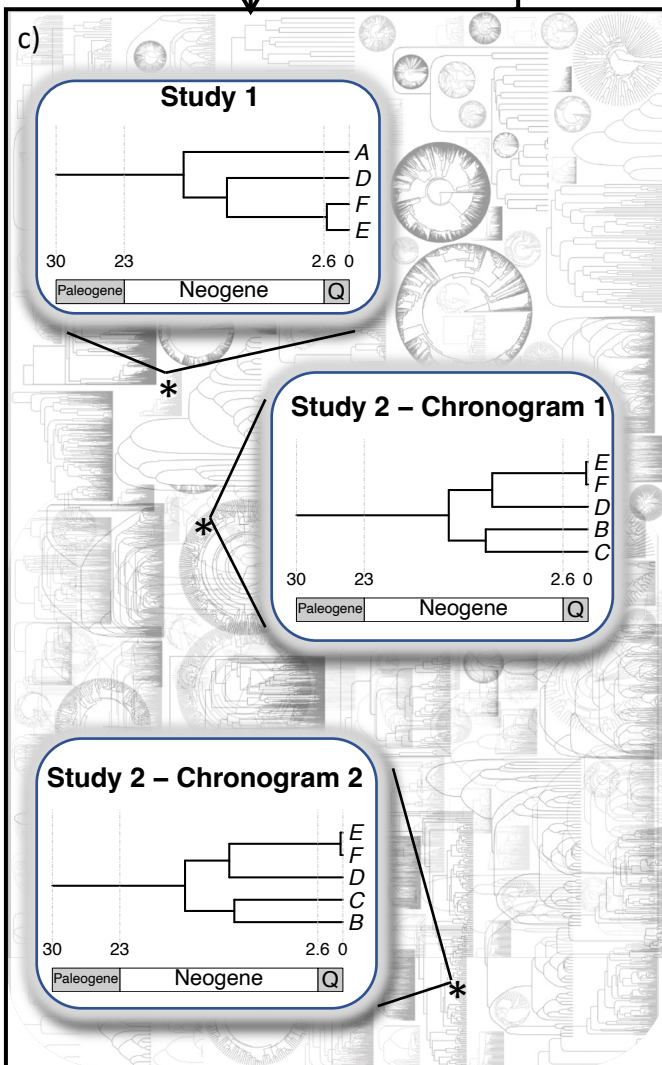 c)
Study 1
A
D
F
E
30 23 2.6 0
Paleogene Neogene Q
*
Study 2 – Chronogram 1
E
F
D
B
C
30 23 2.6 0
Paleogene Neogene Q
*
Study 2 – Chronogram 2
E
F
D
C
B
30 23 2.6 0
Paleogene Neogene Q
*